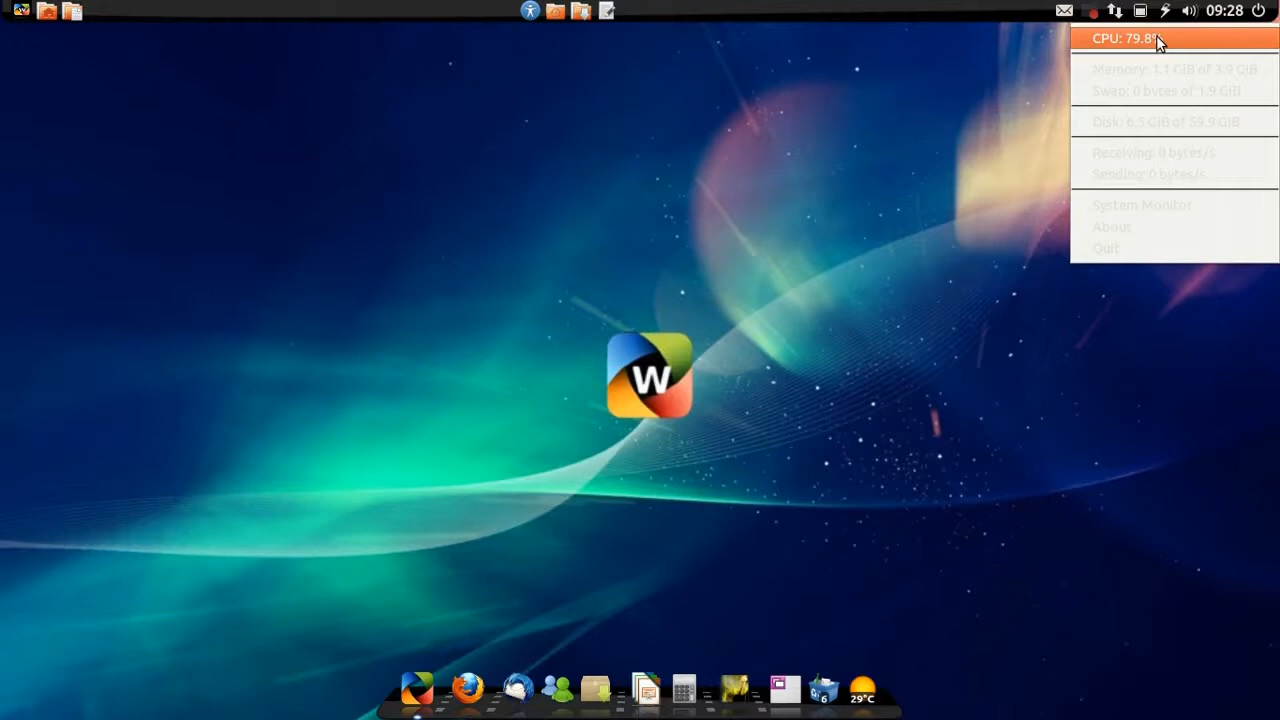 09:28
CPU: 79.8%
Memory: 1.1 GiB of 3.9 GiB
Swap: 0 bytes of 1.9 GiB
Disk: 6.5 GiB of 59.9 GiB
Receiving: 0 bytes/s
Sending: 0 bytes/s
System Monitor
About
Quit
W
6
29°C